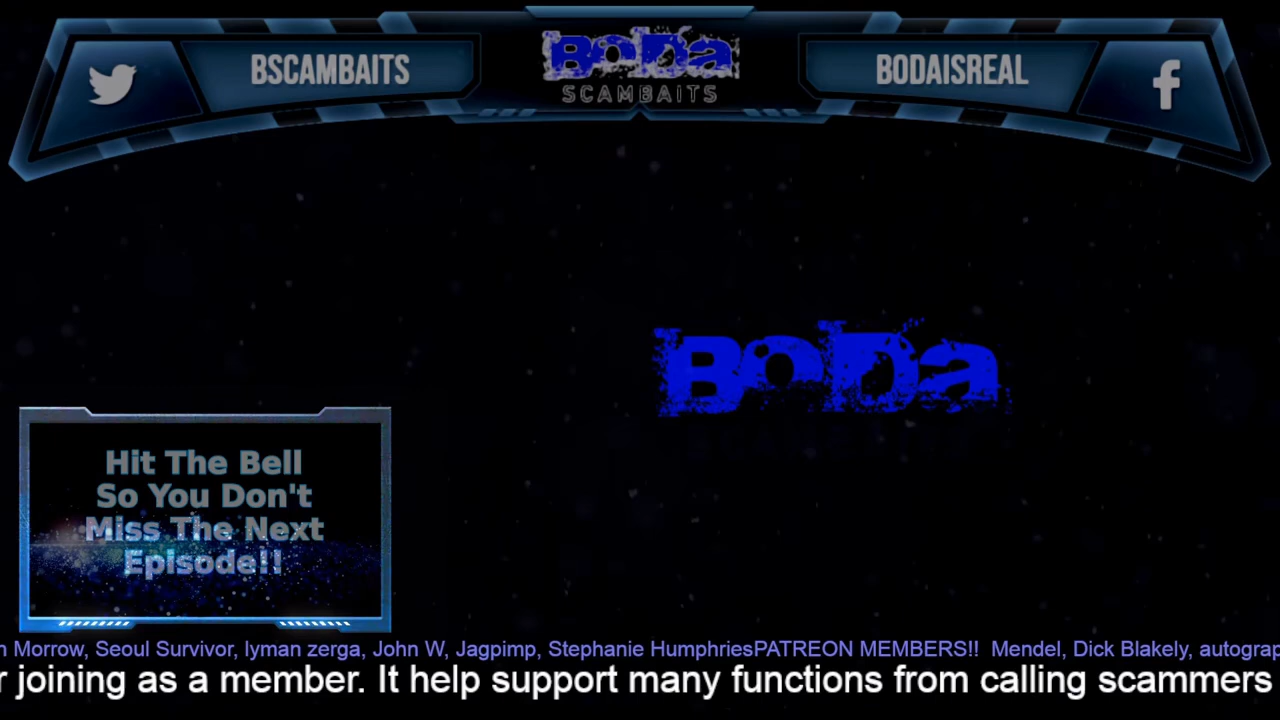 BSCAMBAITS
BoDa
SCAMBAITS
BODAISREAL
BoDa
Hit The Bell
So You Don't
Miss The Next
Episode!!
Morrow, Seoul Survivor, lyman zerga, John W, Jagpimp, Stephanie HumphriesPATREON MEMBERS!! Mendel, Dick Blakely,
joining as a member. It help support many functions from calling scammers